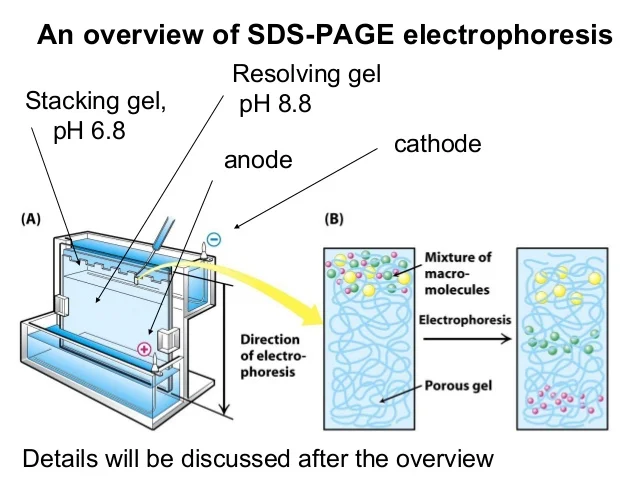 An overview of SDS-PAGE electrophoresis
Resolving gel
pH 8.8
Stacking gel,
pH 6.8
anode
cathode
(A)
−
+
Direction
of electro-
phoresis
(B)
Mixture of
macro-
molecules
Electrophoresis
Porous gel
Details will be discussed after the overview